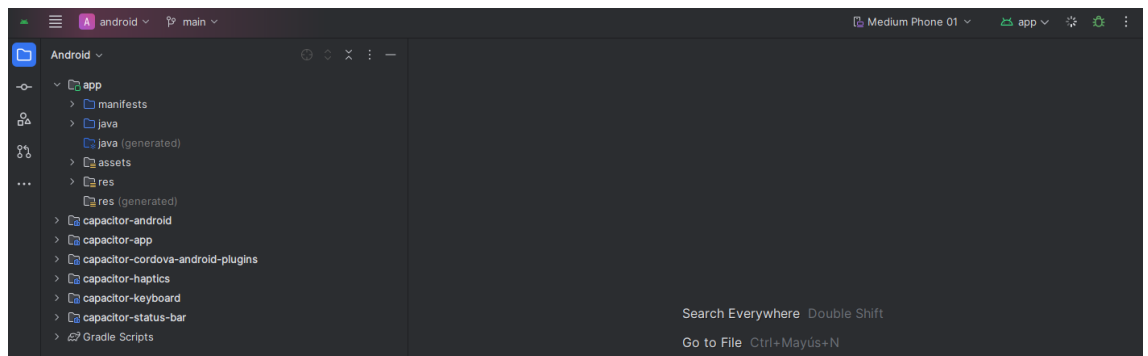 A android main Medium Phone 01 app
Android
app
manifests
java
java (generated)
assets
res
res (generated)
capacitor-android
capacitor-app
capacitor-cordova-android-plugins
capacitor-haptics
capacitor-keyboard
capacitor-status-bar
Gradle Scripts
Search Everywhere Double Shift
Go to File Ctrl+Mayús+N